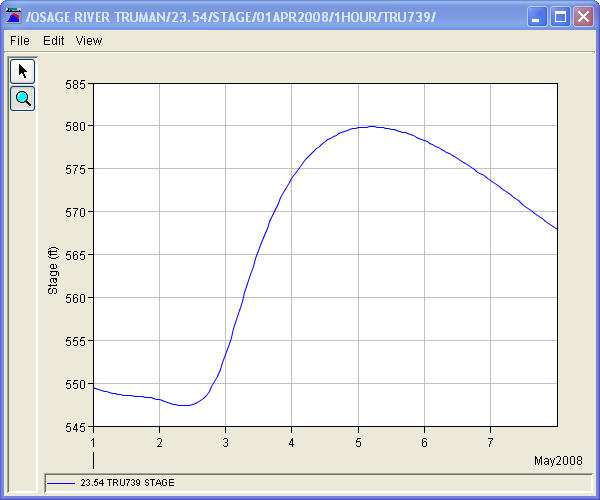 /OSAGE RIVER TRUMAN/23.54/STAGE/01APR2008/1HOUR/TRU739/
File Edit View
585
580
575
570
565
560
555
550
545
Stage (ft)
1 2 3 4 5 6 7
May2008
23.54 TRU739 STAGE